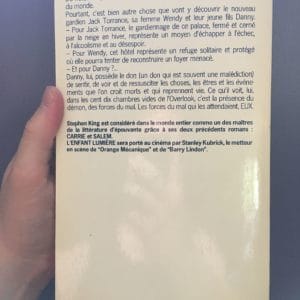 du monde.
Pourtant, c'est bien autre chose que vont y découvrir le nouveau
gardien Jack Torrance, sa femme Wendy et leur jeune fils Danny.
– Pour Jack Torrance, le gardiennage de ce palace, fermé et cerné
par la neige en hiver, représente un moyen d'échapper à l'échec,
à l'alcoolisme et au désespoir.
– Pour Wendy, cet hôtel représente un refuge solitaire et protégé
où elle pourra tenter de reconstruire un foyer menacé.
– Et pour Danny ?...
Danny, lui, possède le don (un don qui est souvent une malédiction)
de sentir, de voir et de ressusciter les choses, les êtres et les événe-
ments que l'on croit morts et qui reprennent vie. Ce qu'il voit, lui,
dans les cent dix chambres vides de l'Overlook, c'est la présence du
démon, des forces du mal. Les forces du mal qui les attendaient, EUX.
Stephen King est considéré dans le monde entier comme un des maîtres
de la littérature d'épouvante grâce à ses deux précédents romans :
CARRIE et SALEM.
L'ENFANT LUMIÈRE sera porté au cinéma par Stanley Kubrick, le metteur
en scène de "Orange Mécanique" et de "Barry Lindon".